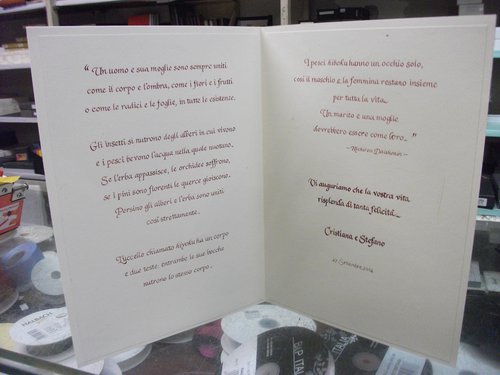 " Un uomo e sua moglie sono sempre uniti
come il corpo e l'ombra, come i fiori e i frutti
o come le radici e le foglie, in tutte le esistenze.
Gli insetti si nutrono degli alberi in cui vivono
e i pesci bevono l'acqua nella quale nuotano.
Se l'erba appassisce, le orchidee soffrono,
se i pini sono fiorenti le querce gioiscono.
Persino gli alberi e l'erba sono uniti
così strettamente.
L'uccello chiamato hiyoku ha un corpo
e due teste: entrambe le sue bocche
nutrono lo stesso corpo.
I pesci hiboku hanno un occhio solo,
così il maschio e la femmina restano insieme
per tutta la vita.
Un marito e una moglie
dovrebbero essere come loro. "
- Nichiren Daishonin -
Vi auguriamo che la vostra vita
risplenda di tanta felicità
Cristiana e Stefano
Settembre
HALBACH
BIP ITALIA